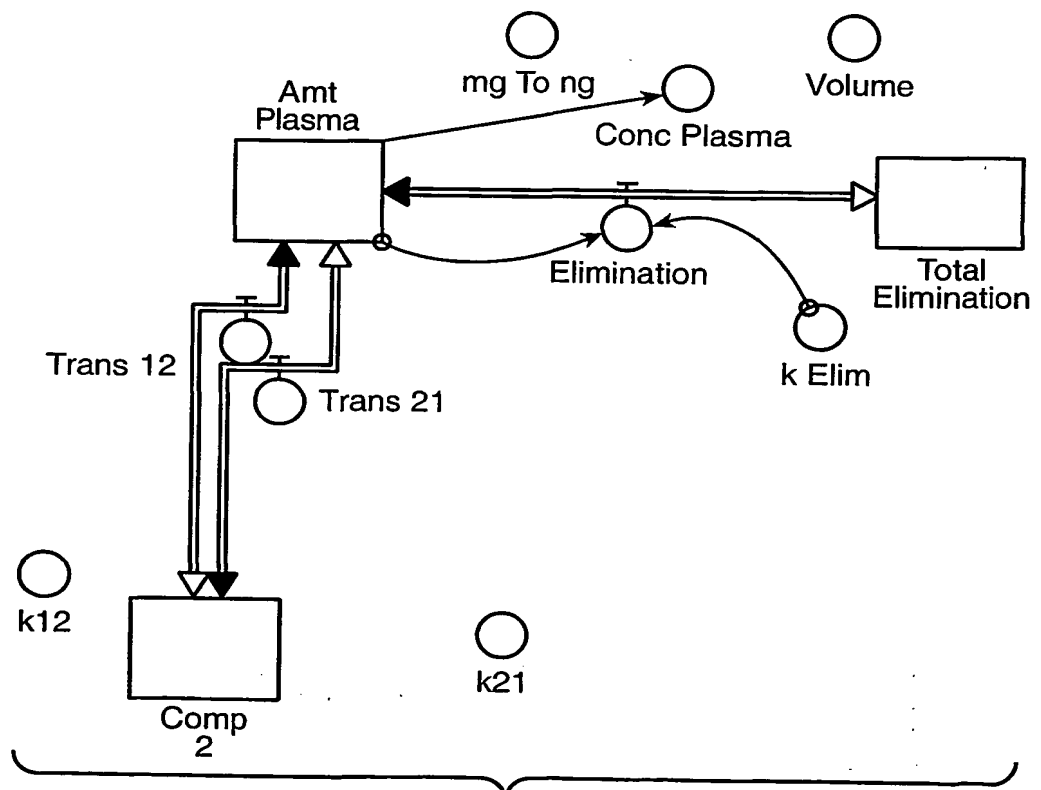 mg To ng
Volume
Amt
Plasma
Conc Plasma
Elimination
Total
Elimination
k Elim
Trans 12
Trans 21
k12
k21
Comp
2